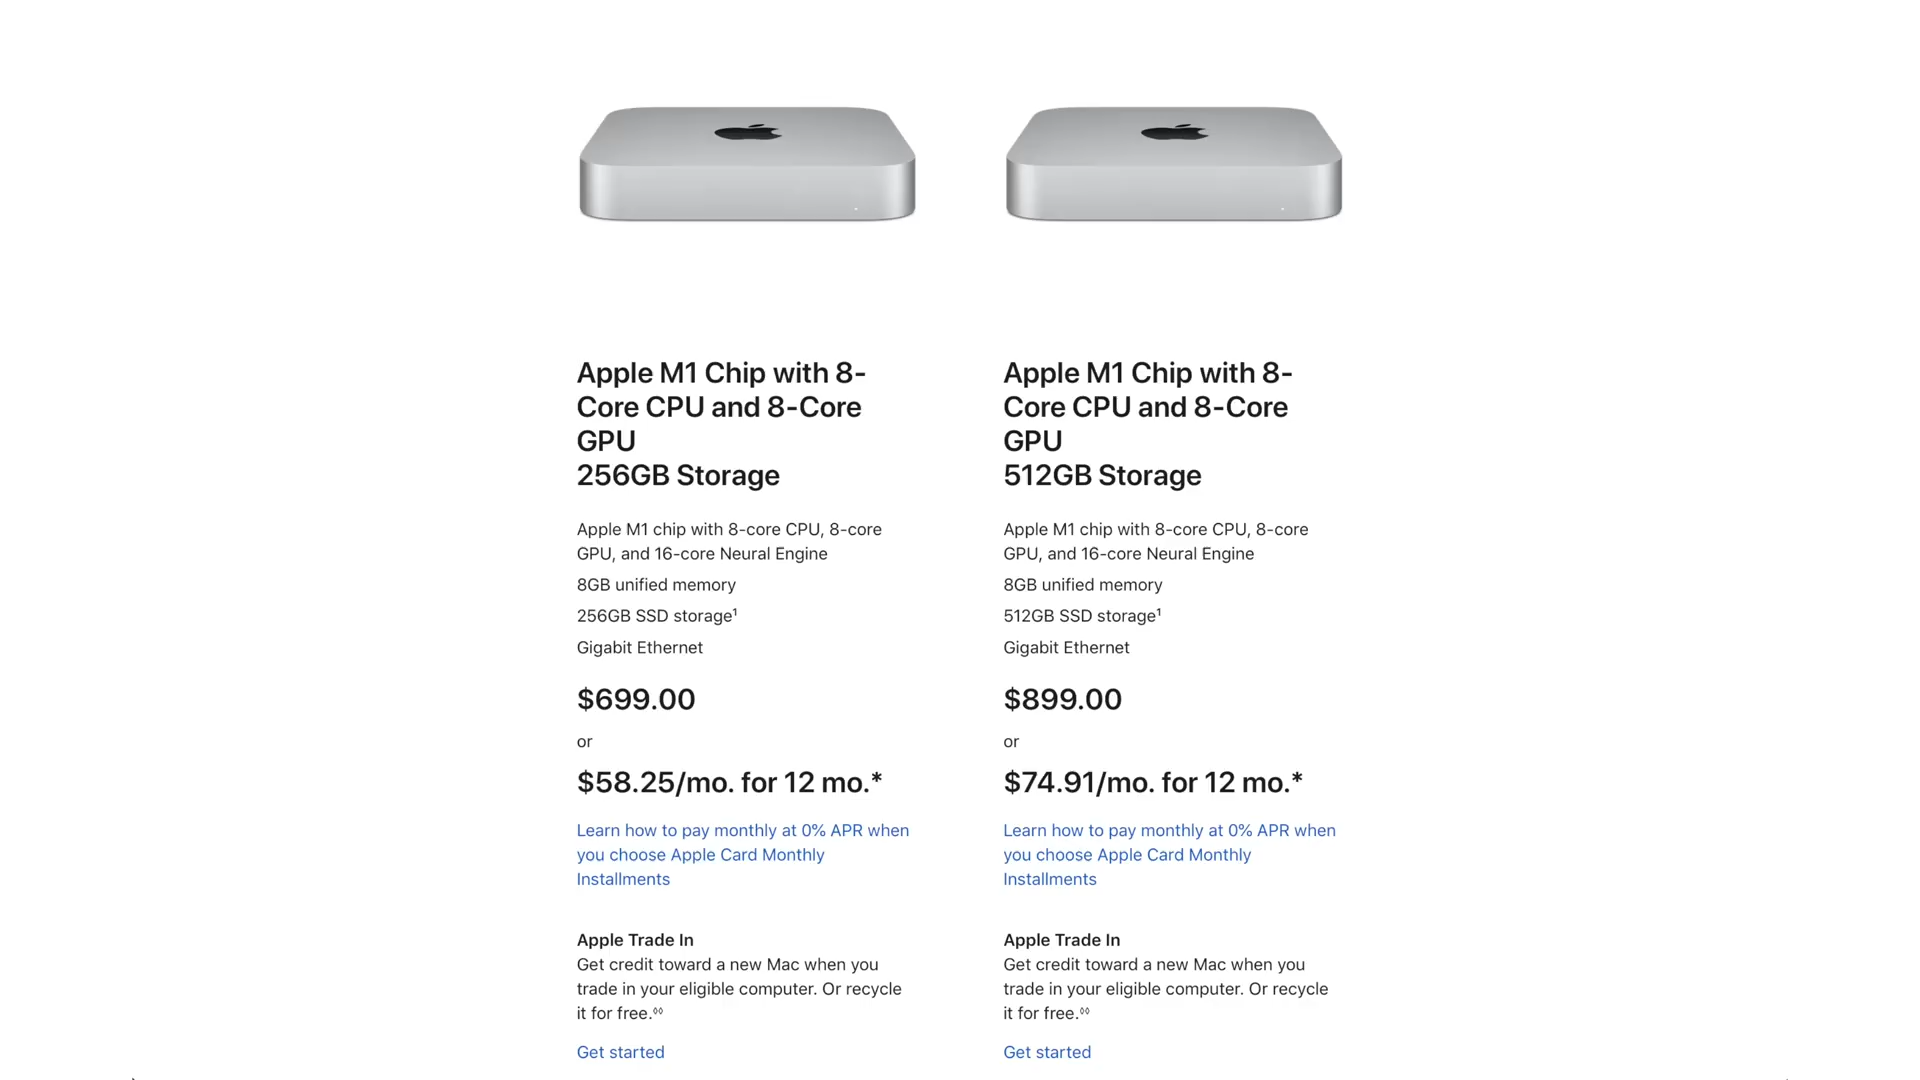 Apple M1 Chip with 8-
Core CPU and 8-Core
GPU
256GB Storage
Apple M1 chip with 8-core CPU, 8-core
GPU, and 16-core Neural Engine
8GB unified memory
256GB SSD storage¹
Gigabit Ethernet
$699.00
or
$58.25/mo. for 12 mo.*
Learn how to pay monthly at 0% APR when
you choose Apple Card Monthly
Installments
Apple Trade In
Get credit toward a new Mac when you
trade in your eligible computer. Or recycle
it for free.◊◊
Get started
Apple M1 Chip with 8-
Core CPU and 8-Core
GPU
512GB Storage
Apple M1 chip with 8-core CPU, 8-core
GPU, and 16-core Neural Engine
8GB unified memory
512GB SSD storage¹
Gigabit Ethernet
$899.00
or
$74.91/mo. for 12 mo.*
Learn how to pay monthly at 0% APR when
you choose Apple Card Monthly
Installments
Apple Trade In
Get credit toward a new Mac when you
trade in your eligible computer. Or recycle
it for free.◊◊
Get started